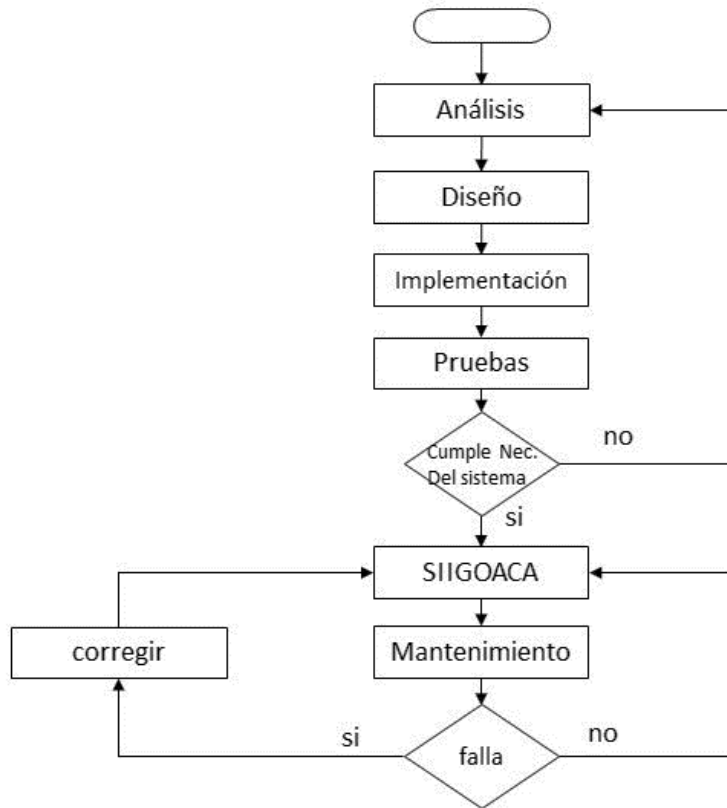 Análisis
Diseño
Implementación
Pruebas
Cumple Nec.
Del sistema
no
si
SIIGOACA
corregir
Mantenimiento
si
falla
no